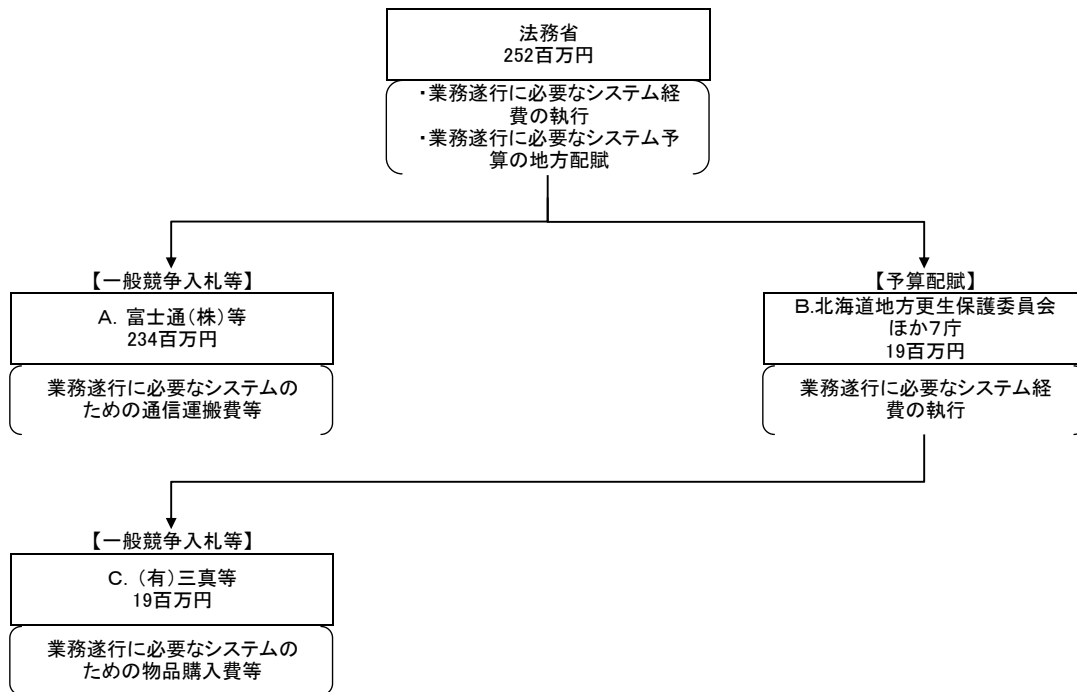 法務省
252百万円
・業務遂行に必要なシステム経
費の執行
・業務遂行に必要なシステム予
算の地方配賦
【一般競争入札等】
A. 富士通（株）等
234百万円
業務遂行に必要なシステムの
ための通信運搬費等
【予算配賦】
B.北海道地方更生保護委員会
ほか７庁
19百万円
業務遂行に必要なシステム経
費の執行
【一般競争入札等】
C. （有）三真等
19百万円
業務遂行に必要なシステムの
ための物品購入費等